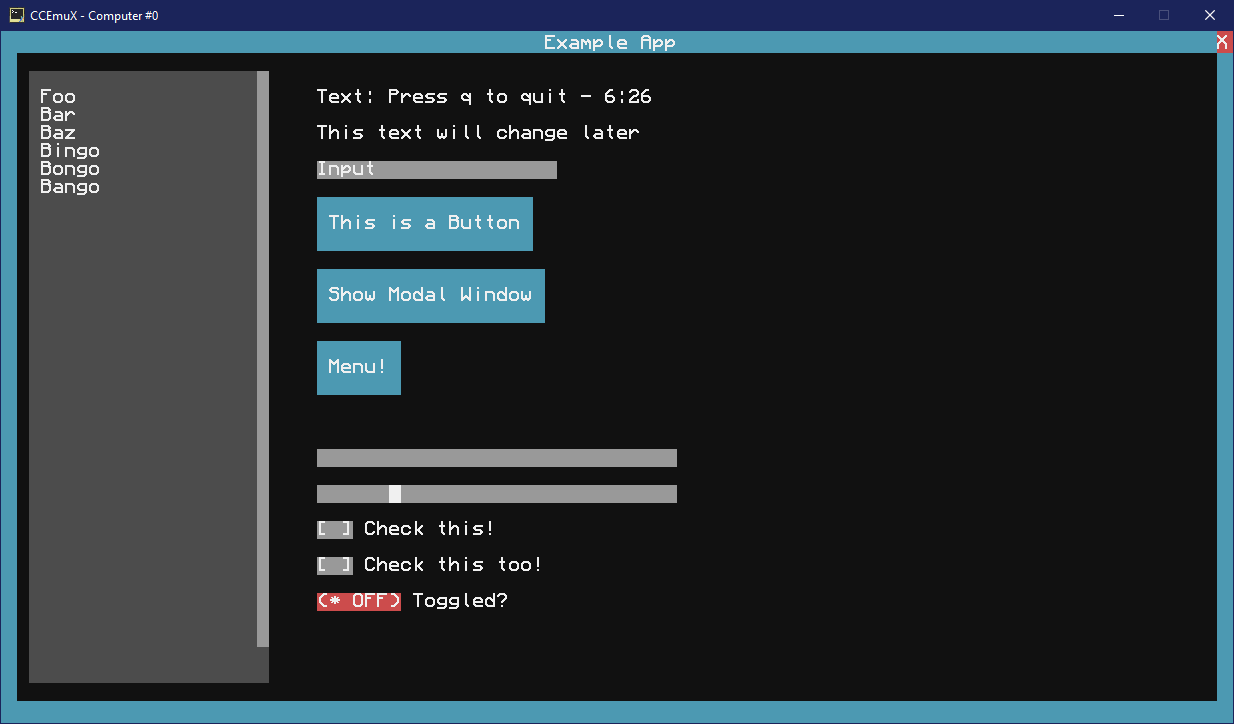 CCEmuX - Computer #0
Example App
X
Foo
Bar
Baz
Bingo
Bongo
Bango
Text: Press q to quit - 6:26
This text will change later
Input
This is a Button
Show Modal Window
Menu!
[ ] Check this!
[ ] Check this too!
(* OFF) Toggled?